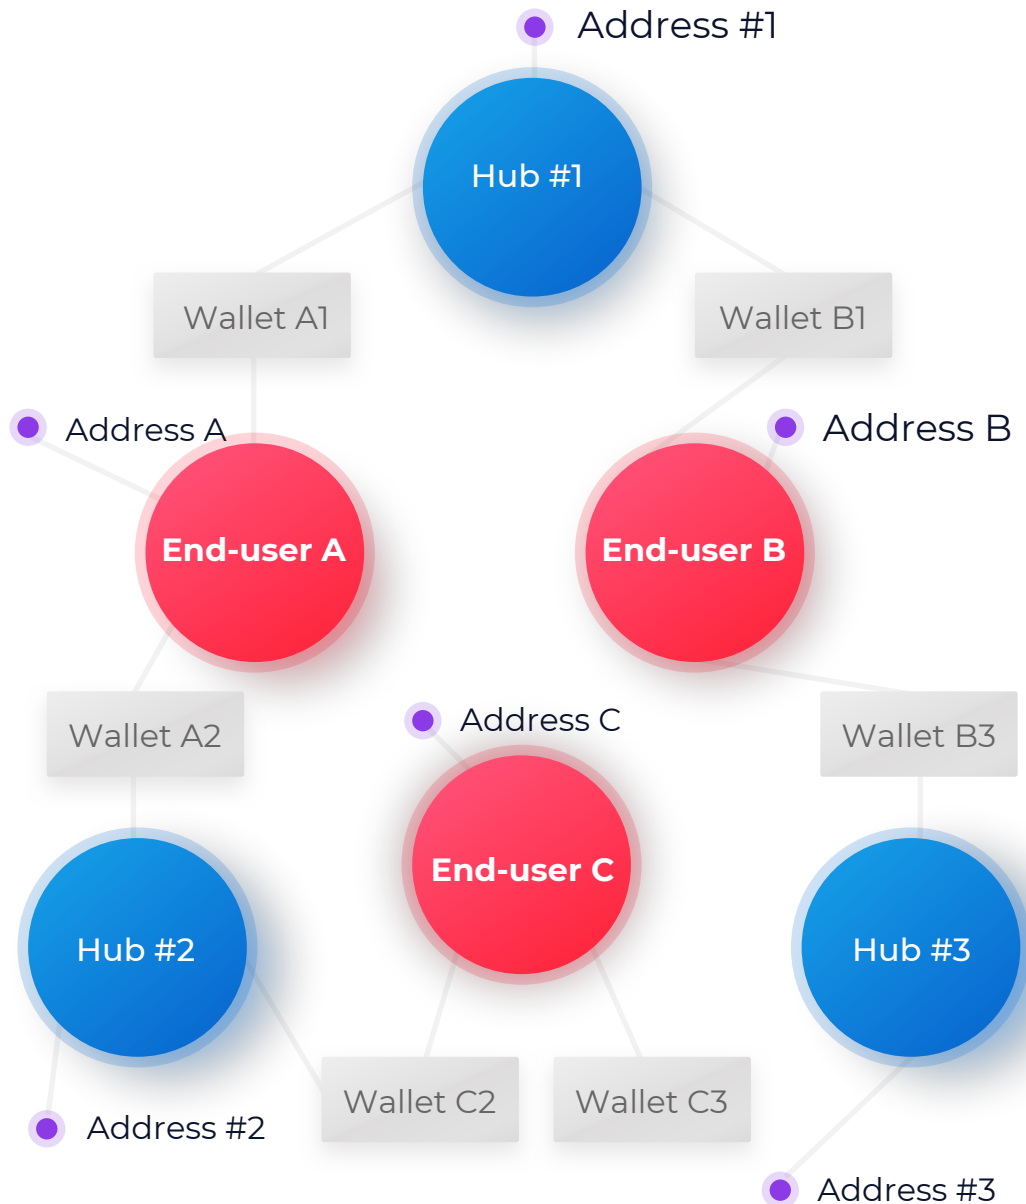 Address #1
Hub #1
Wallet A1
Wallet B1
Address A
Address B
End-user A
End-user B
Address C
Wallet A2
Wallet B3
End-user C
Hub #2
Hub #3
Wallet C2
Wallet C3
Address #2
Address #3